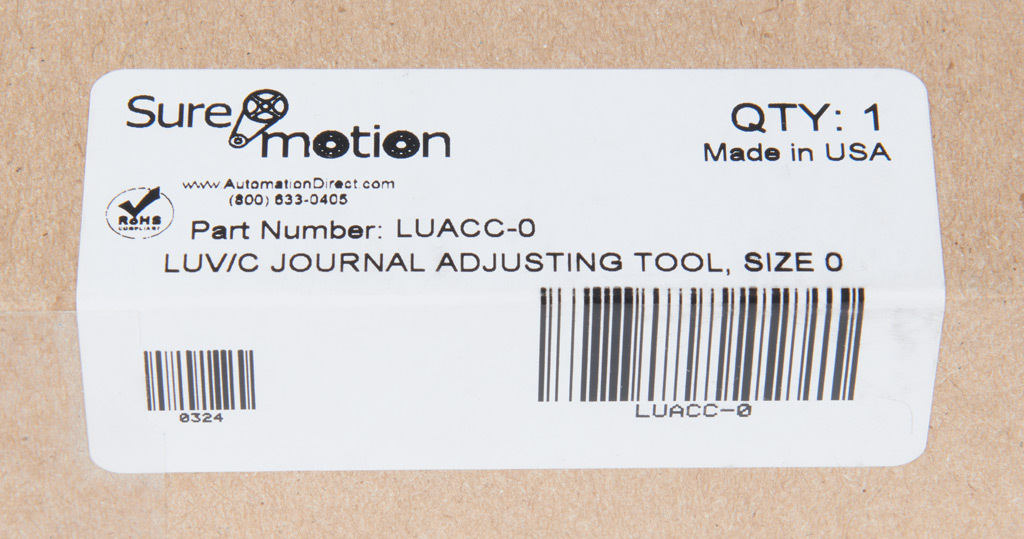 Sure motion
QTY: 1
Made in USA
www.AutomationDirect.com
(800) 633-0405
RoHS
COMPLIANT
Part Number: LUACC-0
LUV/C JOURNAL ADJUSTING TOOL, SIZE 0
0324
LUACC-0